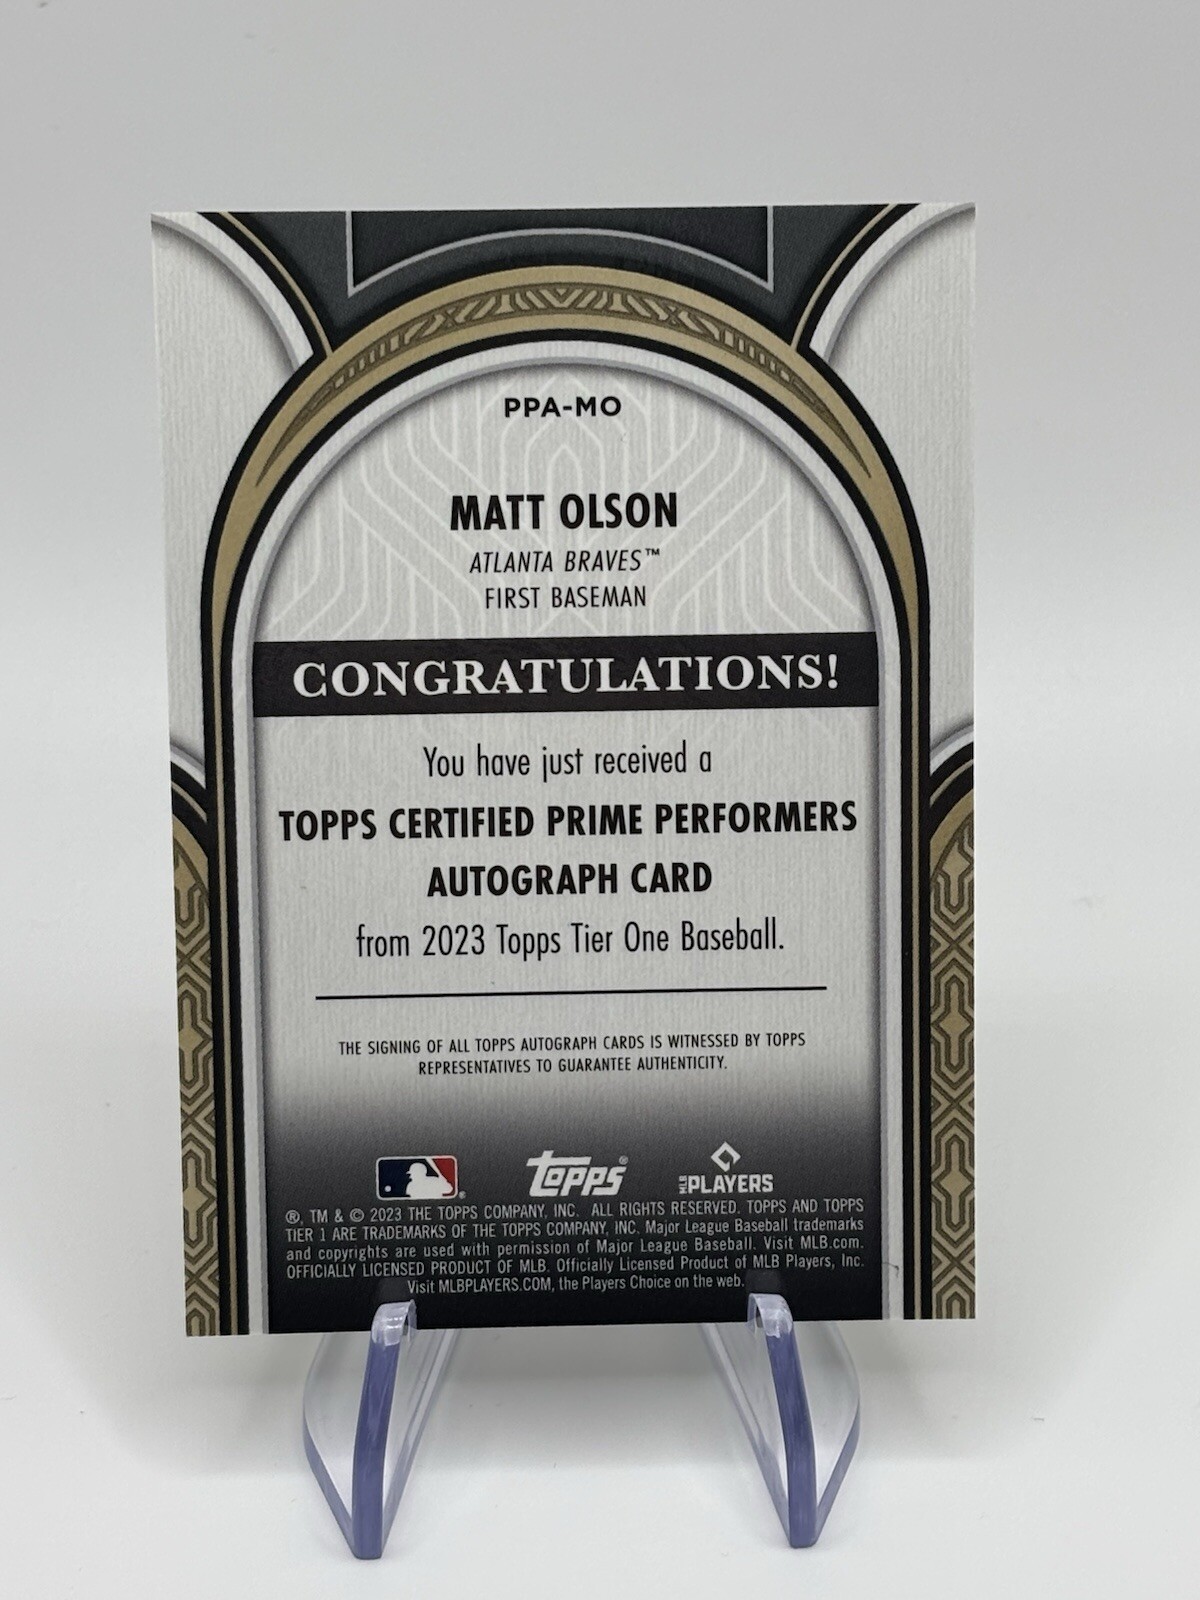 PPA-MO
MATT OLSON
ATLANTA BRAVES™
FIRST BASEMAN
CONGRATULATIONS!
You have just received a
TOPPS CERTIFIED PRIME PERFORMERS
AUTOGRAPH CARD
from 2023 Topps Tier One Baseball.
THE SIGNING OF ALL TOPPS AUTOGRAPH CARDS IS WITNESSED BY TOPPS
REPRESENTATIVES TO GUARANTEE AUTHENTICITY.
topps® MLB PLAYERS
®, TM & © 2023 THE TOPPS COMPANY, INC. ALL RIGHTS RESERVED. TOPPS AND TOPPS
TIER 1 ARE TRADEMARKS OF THE TOPPS COMPANY, INC. Major League Baseball trademarks
and copyrights are used with permission of Major League Baseball. Visit MLB.com.
OFFICIALLY LICENSED PRODUCT OF MLB. Officially Licensed Product of MLB Players, Inc.
Visit MLBPLAYERS.COM, the Players Choice on the web.